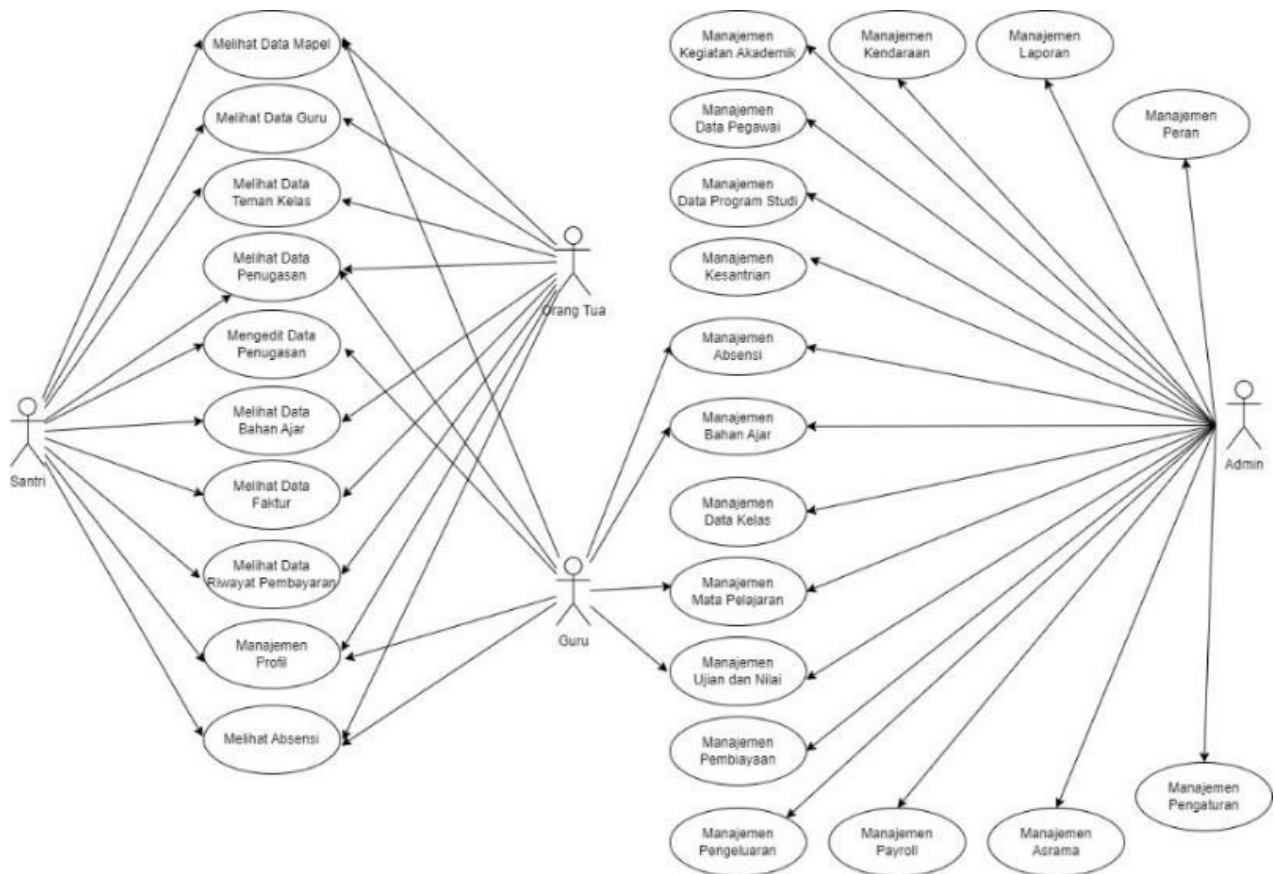 Melihat Data Mapel
Melihat Data Guru
Melihat Data
Teman Kelas
Melihat Data
Penugasan
Mengedit Data
Penugasan
Melihat Data
Bahan Ajar
Melihat Data
Faktur
Melihat Data
Riwayat Pembayaran
Manajemen
Profil
Melihat Absensi
Santri
Orang Tua
Guru
Manajemen
Kegiatan Akademik
Manajemen
Kendaraan
Manajemen
Laporan
Manajemen
Peran
Manajemen
Data Pegawai
Manajemen
Data Program Studi
Manajemen
Kesantrian
Manajemen
Absensi
Manajemen
Bahan Ajar
Manajemen
Data Kelas
Manajemen
Mata Pelajaran
Manajemen
Ujian dan Nilai
Manajemen
Pembiayaan
Manajemen
Pengeluaran
Manajemen
Payroll
Manajemen
Asrama
Manajemen
Pengaturan
Admin